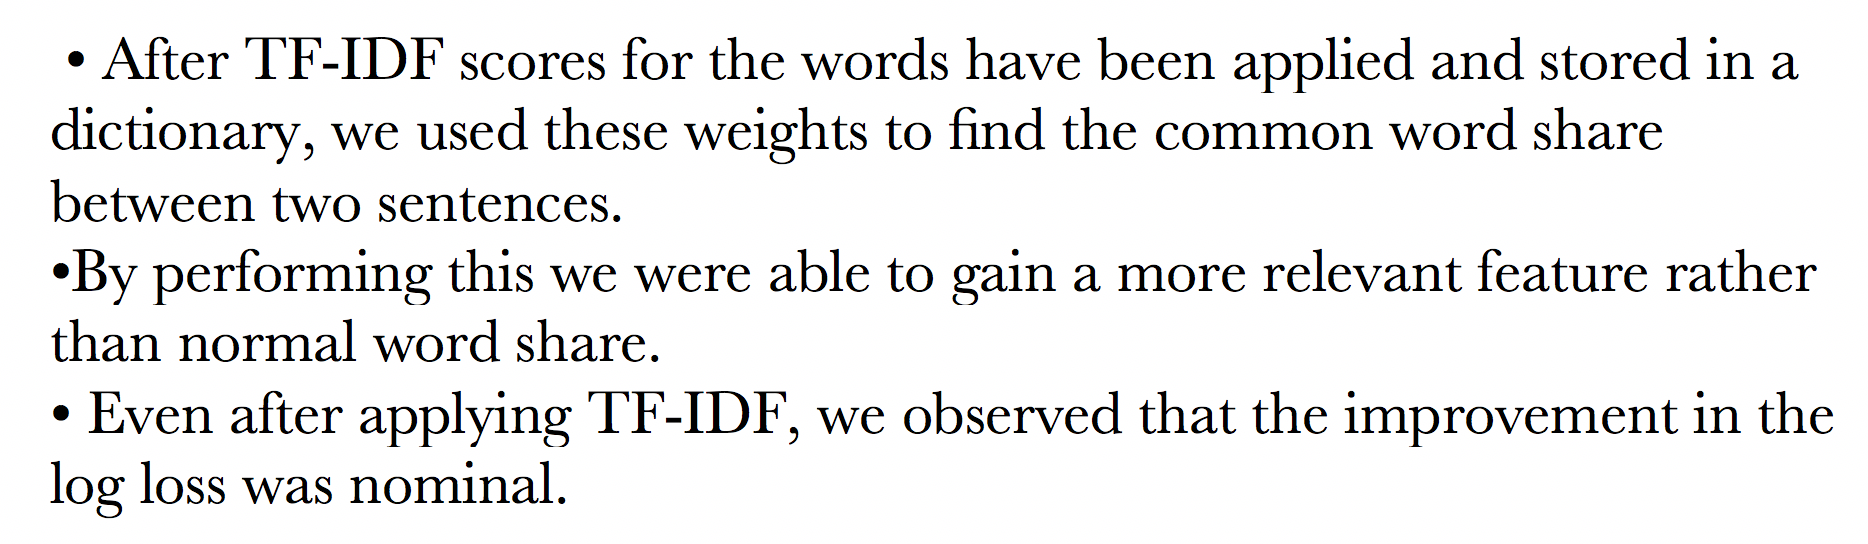 • After TF-IDF scores for the words have been applied and stored in a
dictionary, we used these weights to find the common word share
between two sentences.
•By performing this we were able to gain a more relevant feature rather
than normal word share.
• Even after applying TF-IDF, we observed that the improvement in the
log loss was nominal.